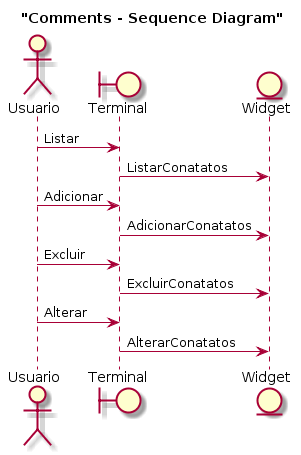 "Comments - Sequence Diagram"
Usuario Terminal Widget
Listar
ListarConatatos
Adicionar
AdicionarConatatos
Excluir
ExcluirConatatos
Alterar
AlterarConatatos
Usuario Terminal Widget